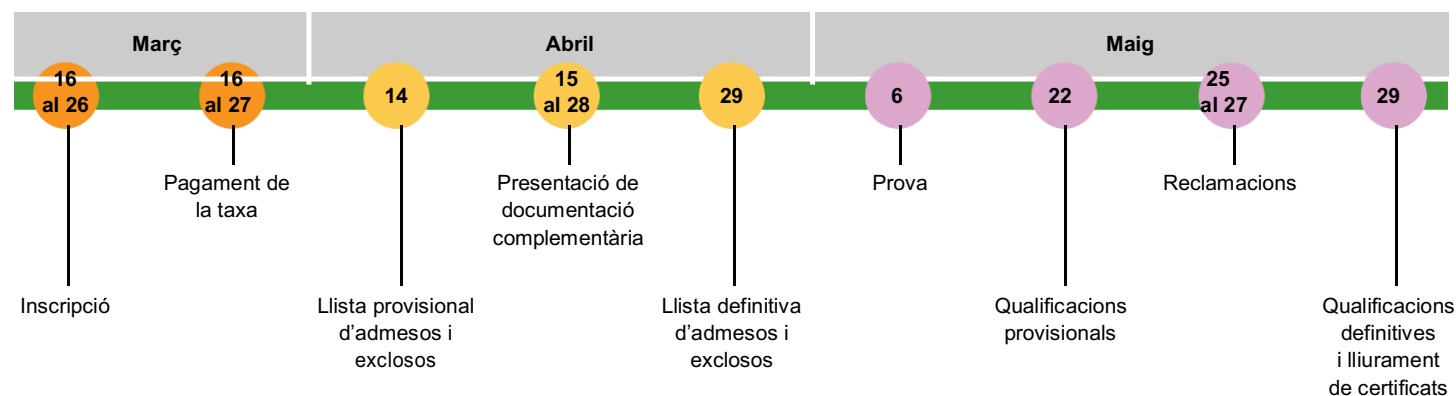 Març
Abril
Maig
16
al 26
16
al 27
14
15
al 28
29
6
22
25
al 27
29
Pagament de
la taxa
Presentació de
documentació
complementària
Prova
Reclamacions
Inscripció
Llista provisional
d’admesos i
exclosos
Llista definitiva
d’admesos i
exclosos
Qualificacions
provisionals
Qualificacions
definitives
i lliurament
de certificats